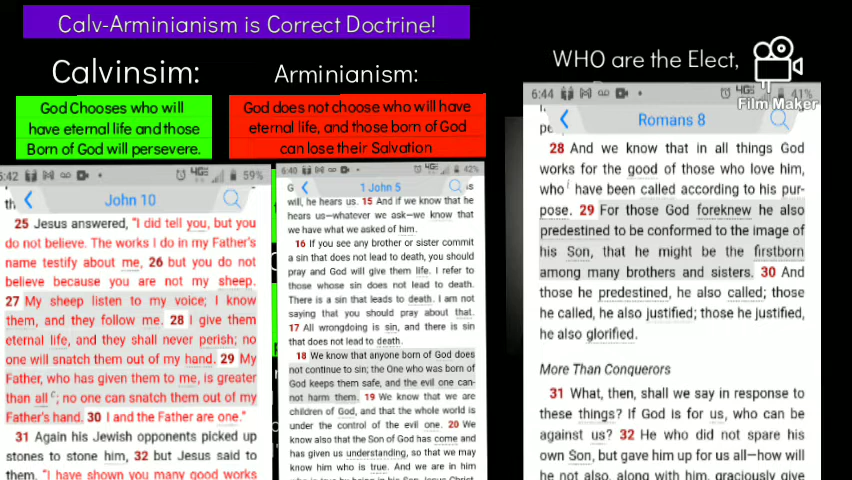 Calv-Arminianism is Correct Doctrine!
Calvinsim:
God Chooses who will
have eternal life and those
Born of God will persevere.
Arminianism:
God does not choose who will have
eternal life, and those born of God
can lose their Salvation
WHO are the Elect,
Film Maker
5:42
4G
59%
John 10
25 Jesus answered, "I did tell you, but you
do not believe. The works I do in my Father's
name testify about me, 26 but you do not
believe because you are not my sheep.
27 My sheep listen to my voice; I know
them, and they follow me. 28 I give them
eternal life, and they shall never perish; no
one will snatch them out of my hand. 29 My
Father, who has given them to me, is greater
than all c; no one can snatch them out of my
Father's hand. 30 I and the Father are one."
31 Again his Jewish opponents picked up
stones to stone him, 32 but Jesus said to
them, "I have shown you many good works
6:40
4G
42%
1 John 5
will, he hears us. 15 And if we know that he
hears us—whatever we ask—we know that
we have what we asked of him.
16 If you see any brother or sister commit
a sin that does not lead to death, you should
pray and God will give them life. I refer to
those whose sin does not lead to death.
There is a sin that leads to death. I am not
saying that you should pray about that.
17 All wrongdoing is sin, and there is sin
that does not lead to death.
18 We know that anyone born of God does
not continue to sin; the One who was born of
God keeps them safe, and the evil one can-
not harm them. 19 We know that we are
children of God, and that the whole world is
under the control of the evil one. 20 We
know also that the Son of God has come and
has given us understanding, so that we may
know him who is true. And we are in him
6:44
4G
41%
Romans 8
28 And we know that in all things God
works for the good of those who love him,
who i have been called according to his pur-
pose. 29 For those God foreknew he also
predestined to be conformed to the image of
his Son, that he might be the firstborn
among many brothers and sisters. 30 And
those he predestined, he also called; those
he called, he also justified; those he justified,
he also glorified.
More Than Conquerors
31 What, then, shall we say in response to
these things? If God is for us, who can be
against us? 32 He who did not spare his
own Son, but gave him up for us all—how will
he not also, along with him, graciously give